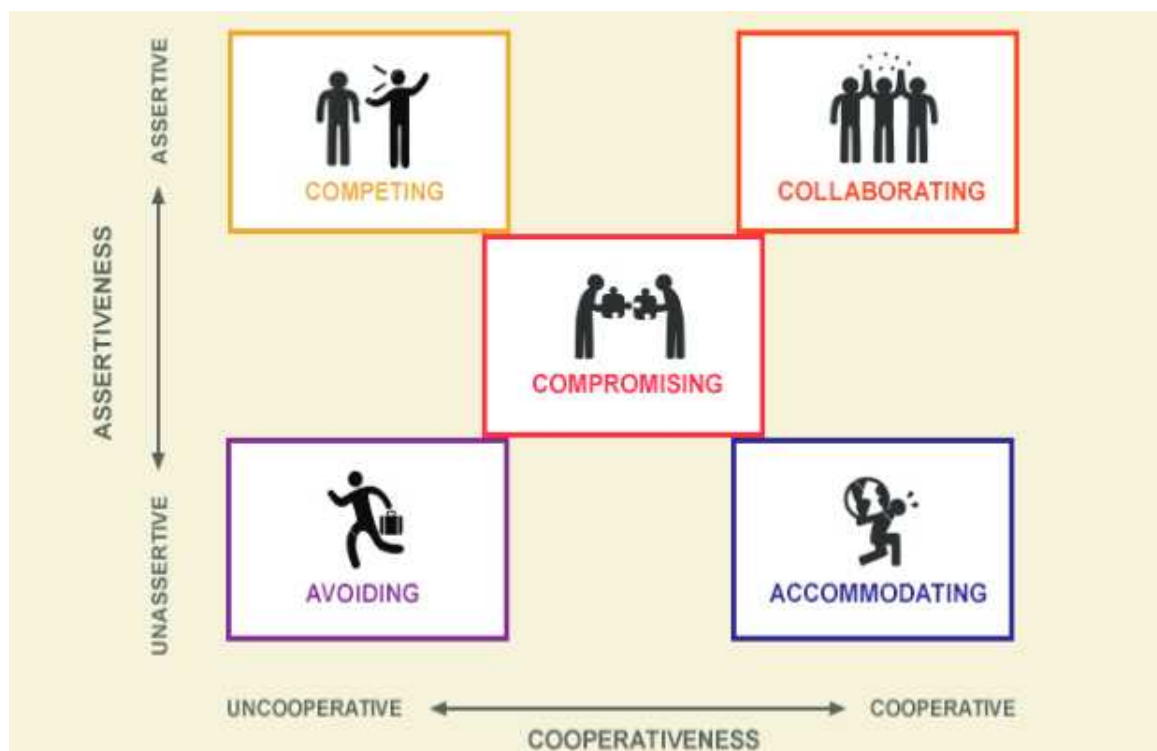 ASSERTIVE
COMPETING
COLLABORATING
ASSERTIVENESS
COMPROMISING
UNASSERTIVE
AVOIDING
ACCOMMODATING
UNCOOPERATIVE
COOPERATIVE
COOPERATIVENESS